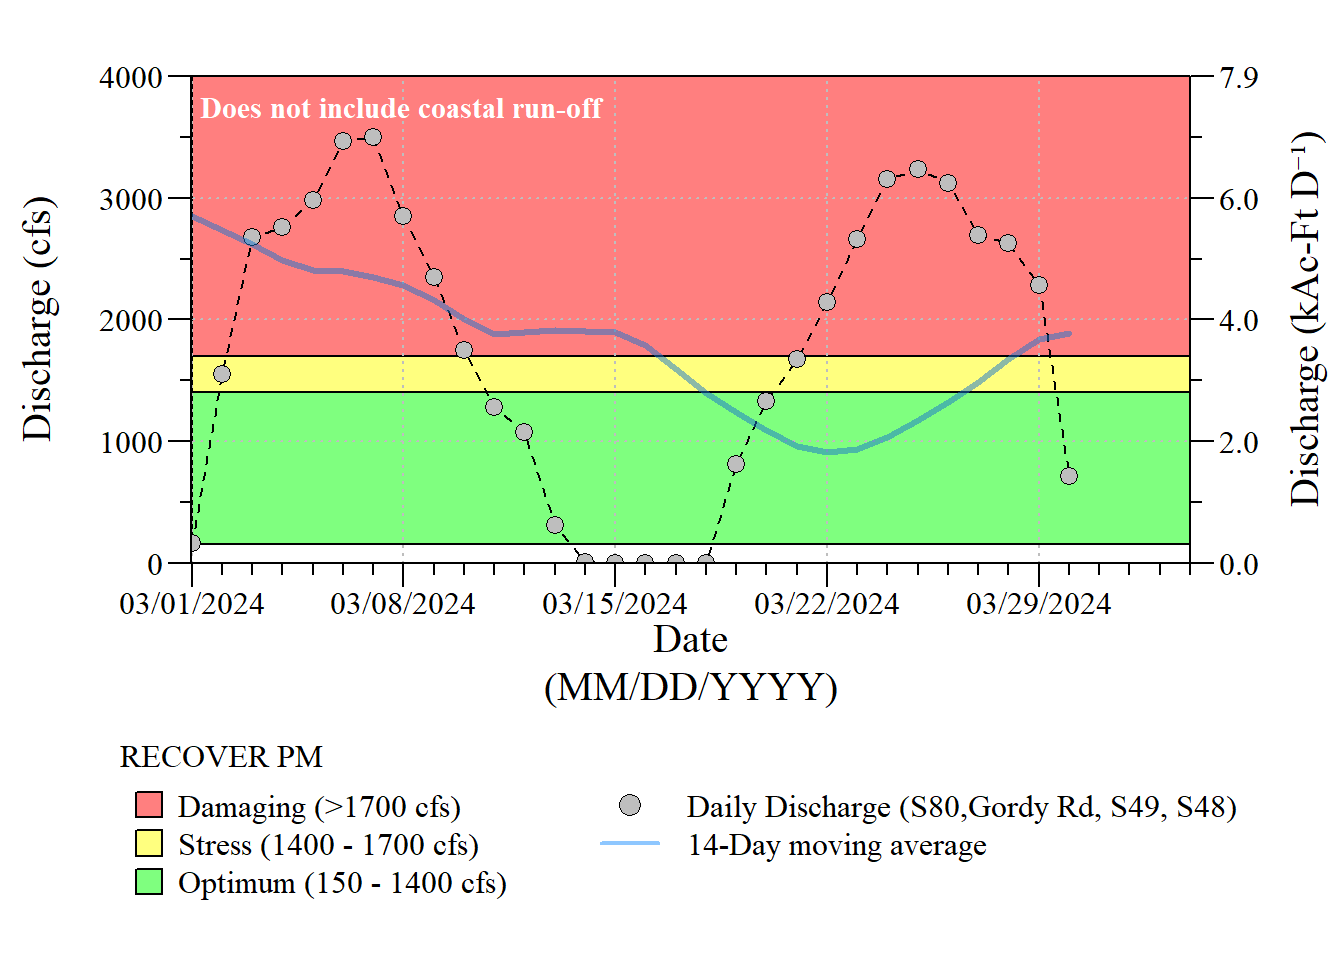 4000
3000
2000
1000
0
7.9
6.0
4.0
2.0
0.0
Discharge (cfs)
Discharge (kAc-Ft D⁻¹)
Does not include coastal run-off
03/01/2024 03/08/2024 03/15/2024 03/22/2024 03/29/2024
Date
(MM/DD/YYYY)
RECOVER PM
Damaging (>1700 cfs)
Stress (1400 - 1700 cfs)
Optimum (150 - 1400 cfs)
Daily Discharge (S80,Gordy Rd, S49, S48)
14-Day moving average